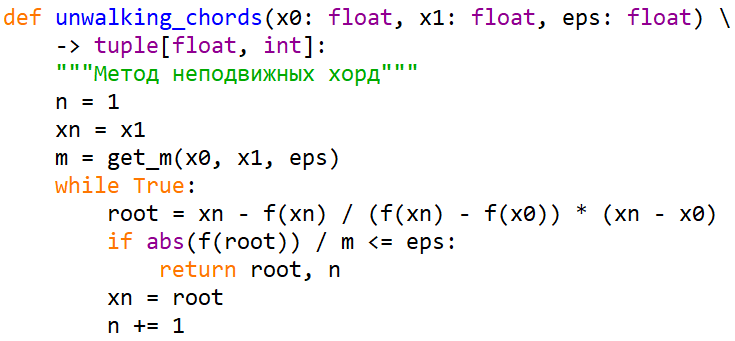 def unwalking_chords(x0: float, x1: float, eps: float) \
    -> tuple[float, int]:
    """Метод неподвижных хорд"""
    n = 1
    xn = x1
    m = get_m(x0, x1, eps)
    while True:
        root = xn - f(xn) / (f(xn) - f(x0)) * (xn - x0)
        if abs(f(root)) / m <= eps:
            return root, n
        xn = root
        n += 1